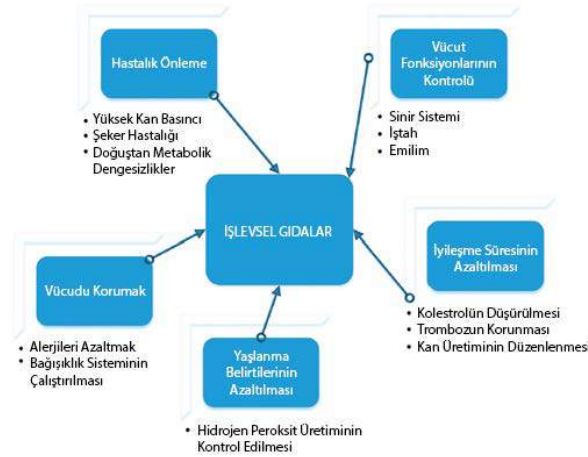 Hastalık Önleme
• Yüksek Kan Basıncı
• Şeker Hastalığı
• Doğuştan Metabolik
Dengesizlikler
Vücut
Fonksiyonlarının
Kontrolü
• Sinir Sistemi
• İştah
• Emilim
İŞLEVSEL GIDALAR
Vücudu Korumak
• Alerjileri Azaltmak
• Bağışıklık Sisteminin
Çalıştırılması
Yaşlanma
Belirtilerinin
Azaltılması
• Hidrojen Peroksit Üretiminin
Kontrol Edilmesi
İyileşme Süresinin
Azaltılması
• Kolestrolün Düşürülmesi
• Trombozun Korunması
• Kan Üretiminin Düzenlenmesi